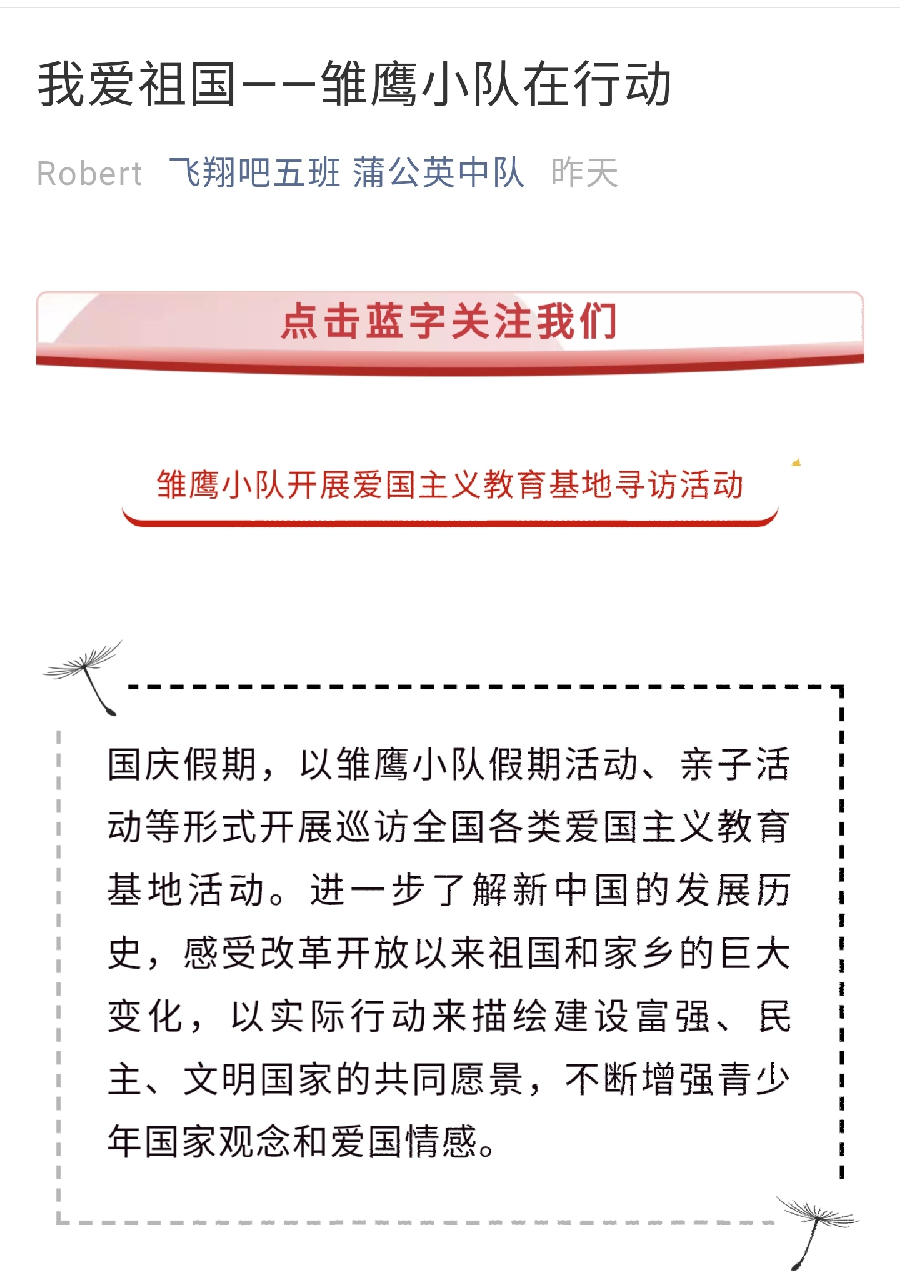 我爱祖国——雏鹰小队在行动
Robert 飞翔吧五班 蒲公英中队 昨天
点击蓝字关注我们
雏鹰小队开展爱国主义教育基地寻访活动
国庆假期，以雏鹰小队假期活动、亲子活
动等形式开展巡访全国各类爱国主义教育
基地活动。进一步了解新中国的发展历
史，感受改革开放以来祖国和家乡的巨大
变化，以实际行动来描绘建设富强、民
主、文明国家的共同愿景，不断增强青少
年国家观念和爱国情感。